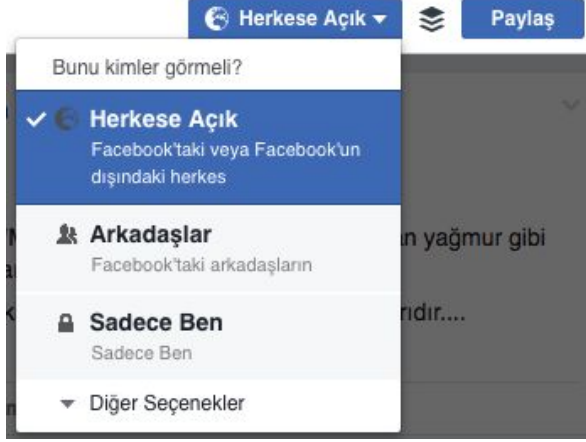 Herkese Açık
Paylaş
Bunu kimler görmeli?
Herkese Açık
Facebook'taki veya Facebook'un
dışındaki herkes
Arkadaşlar
Facebook'taki arkadaşların
Sadece Ben
Sadece Ben
Diğer Seçenekler
yağmur gibi